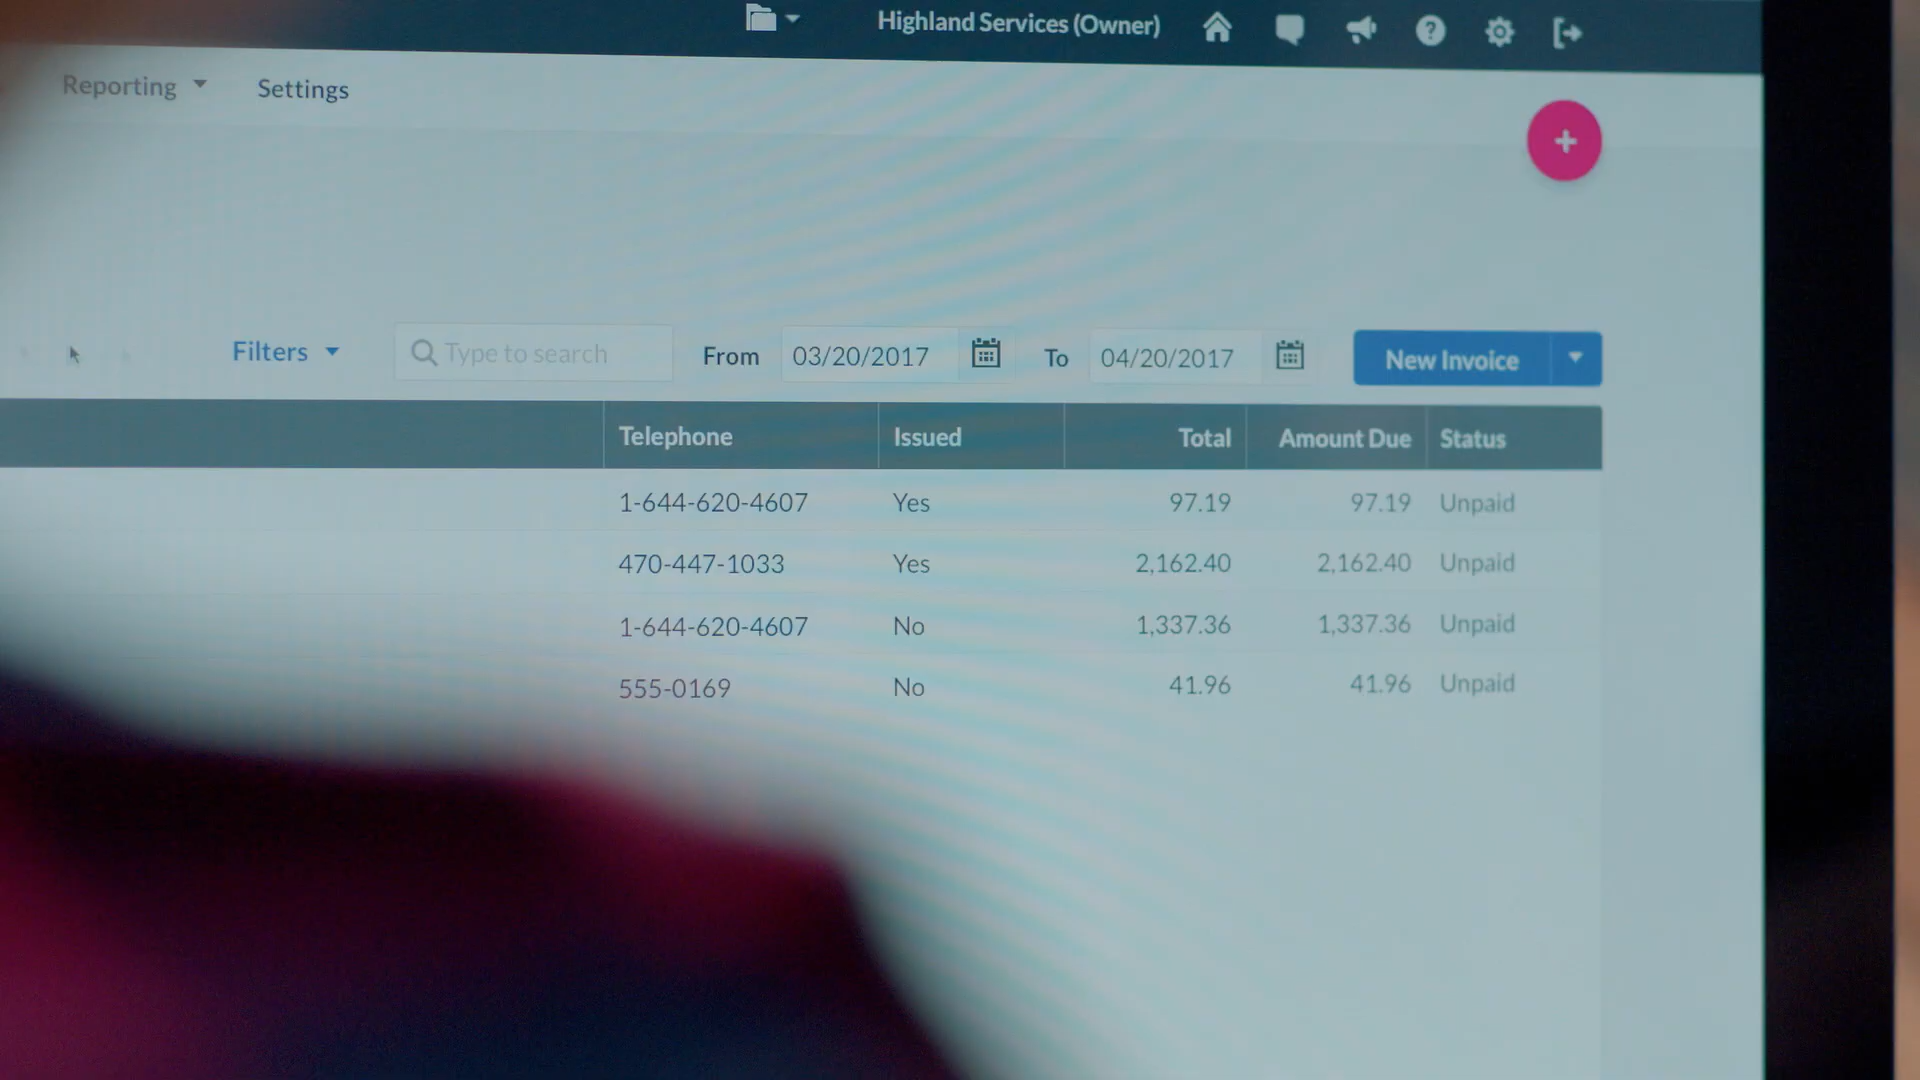 Highland Services (Owner)
Reporting Settings
Filters Type to search From 03/20/2017 To 04/20/2017 New Invoice
Telephone Issued Total Amount Due Status
1-644-620-4607 Yes 97.19 97.19 Unpaid
470-447-1033 Yes 2,162.40 2,162.40 Unpaid
1-644-620-4607 No 1,337.36 1,337.36 Unpaid
555-0169 No 41.96 41.96 Unpaid